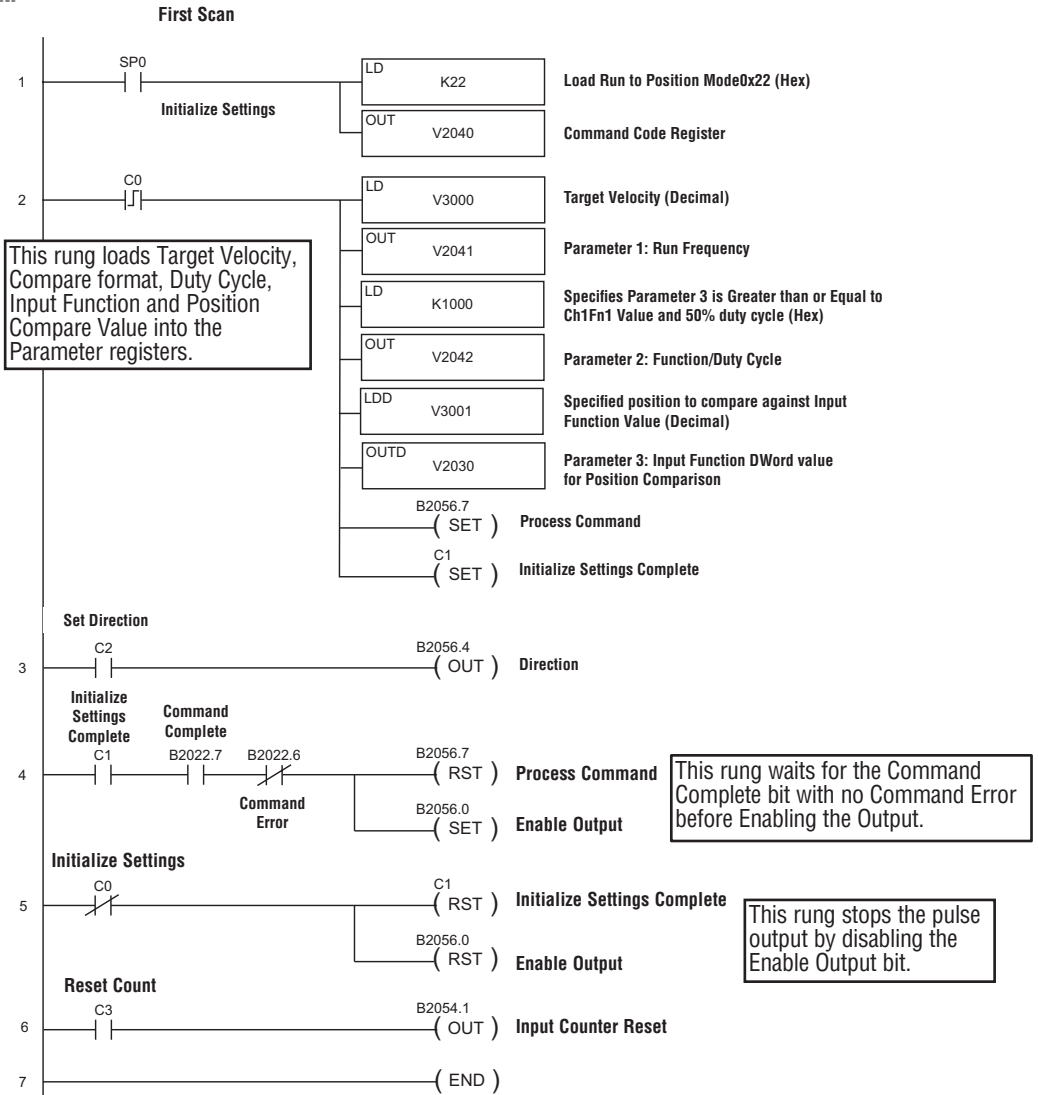 First Scan
SP0
1
LD
K22
Load Run to Position Mode0x22 (Hex)
Initialize Settings
OUT
V2040
Command Code Register
C0
2
LD
V3000
Target Velocity (Decimal)
This rung loads Target Velocity,
Compare format, Duty Cycle,
Input Function and Position
Compare Value into the
Parameter registers.
OUT
V2041
Parameter 1: Run Frequency
LD
K1000
Specifies Parameter 3 is Greater than or Equal to
Ch1Fn1 Value and 50% duty cycle (Hex)
OUT
V2042
Parameter 2: Function/Duty Cycle
LDD
V3001
Specified position to compare against Input
Function Value (Decimal)
OUTD
V2030
Parameter 3: Input Function DWord value
for Position Comparison
B2056.7
( SET )
Process Command
C1
( SET )
Initialize Settings Complete
Set Direction
C2
B2056.4
3
( OUT )
Direction
Initialize
Settings
Complete
Command
Complete
C1
B2022.7
B2022.6
B2056.7
4
( RST )
Process Command
Command
Error
B2056.0
( SET )
Enable Output
This rung waits for the Command
Complete bit with no Command Error
before Enabling the Output.
Initialize Settings
C0
C1
5
( RST )
Initialize Settings Complete
B2056.0
( RST )
Enable Output
This rung stops the pulse
output by disabling the
Enable Output bit.
Reset Count
C3
B2054.1
6
( OUT )
Input Counter Reset
7
( END )